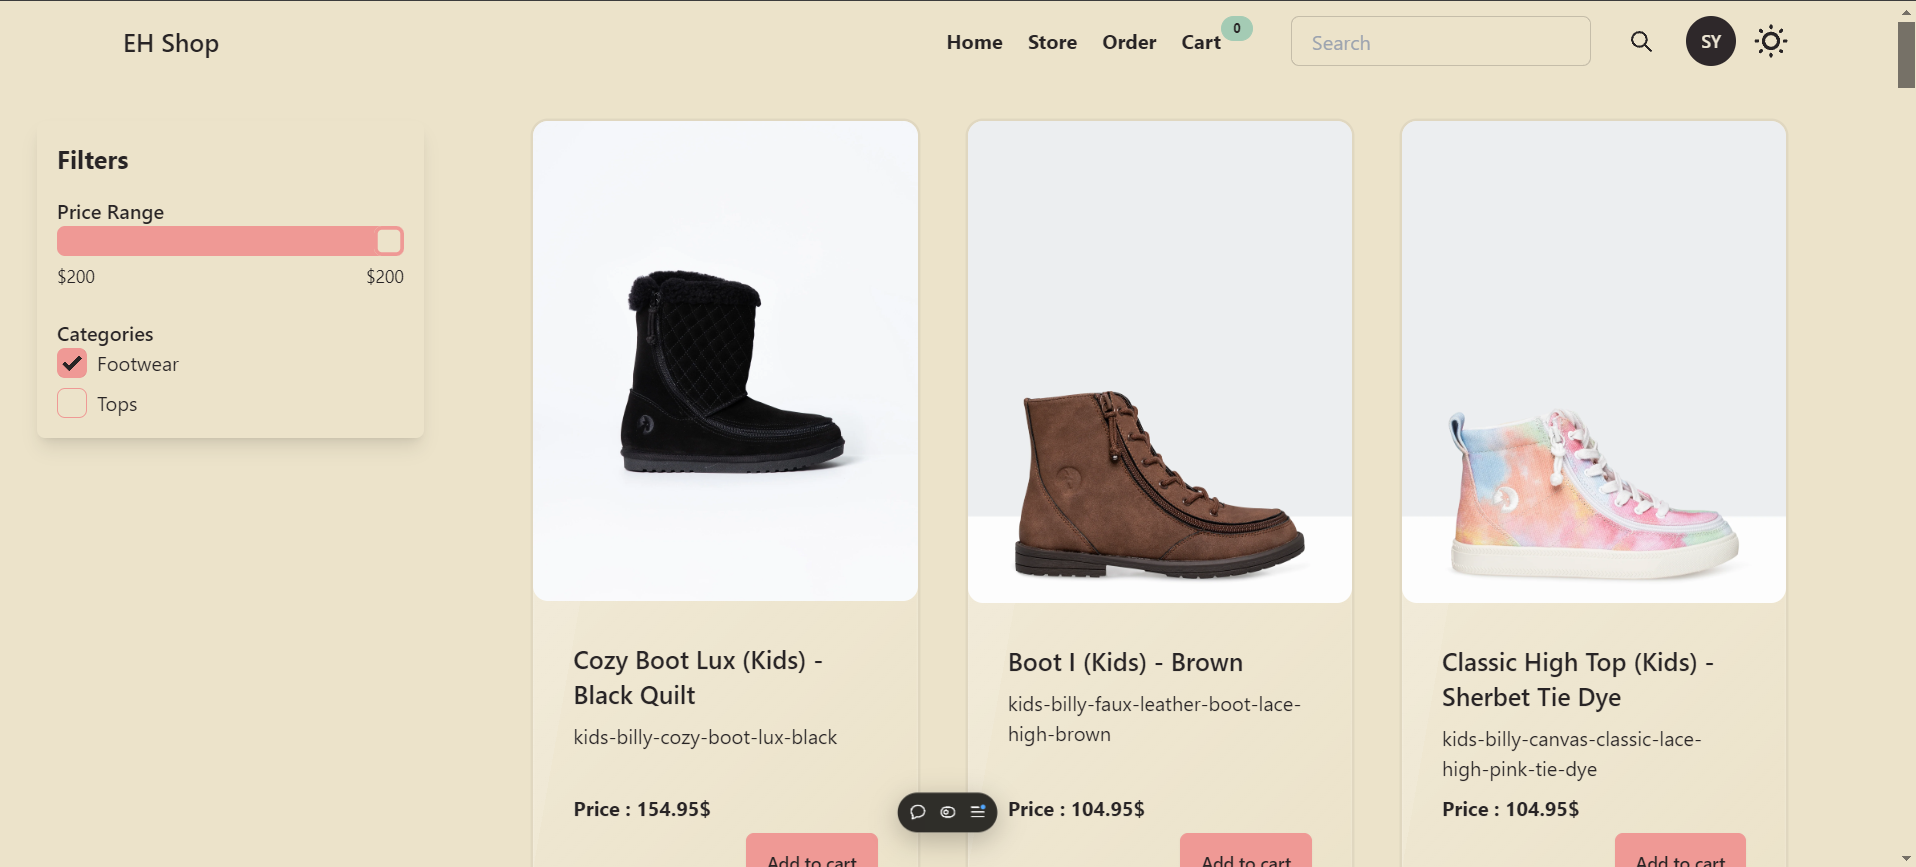 EH Shop
Home
Store
Order
Cart
0
Search
SY
Filters
Price Range
$200
$200
Categories
Footwear
Tops
Cozy Boot Lux (Kids) -
Black Quilt
kids-billy-cozy-boot-lux-black
Price : 154.95$
Add to cart
Boot I (Kids) - Brown
kids-billy-faux-leather-boot-lace-
high-brown
Price : 104.95$
Add to cart
Classic High Top (Kids) -
Sherbet Tie Dye
kids-billy-canvas-classic-lace-
high-pink-tie-dye
Price : 104.95$
Add to cart